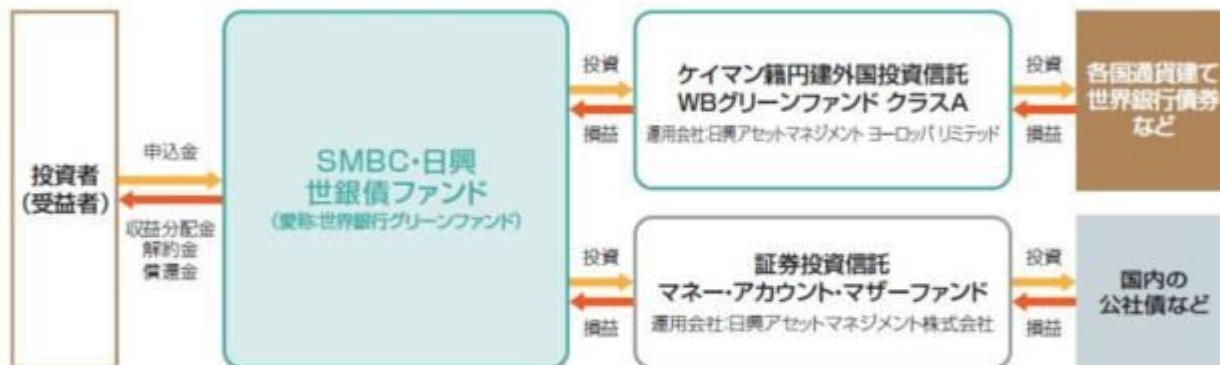 投資者
(受益者)
申込金
収益分配金
解約金
償還金
SMBC・日興
世銀債ファンド
(愛称:世界銀行グリーンファンド)
投資
損益
ケイマン籍円建外国投資信託
WBグリーンファンド クラスA
運用会社:日興アセットマネジメント ヨーロッパ リミテッド
投資
損益
各国通貨建て
世界銀行債券
など
投資
損益
証券投資信託
マネー・アカウント・マザーファンド
運用会社:日興アセットマネジメント株式会社
投資
損益
国内の
公社債など